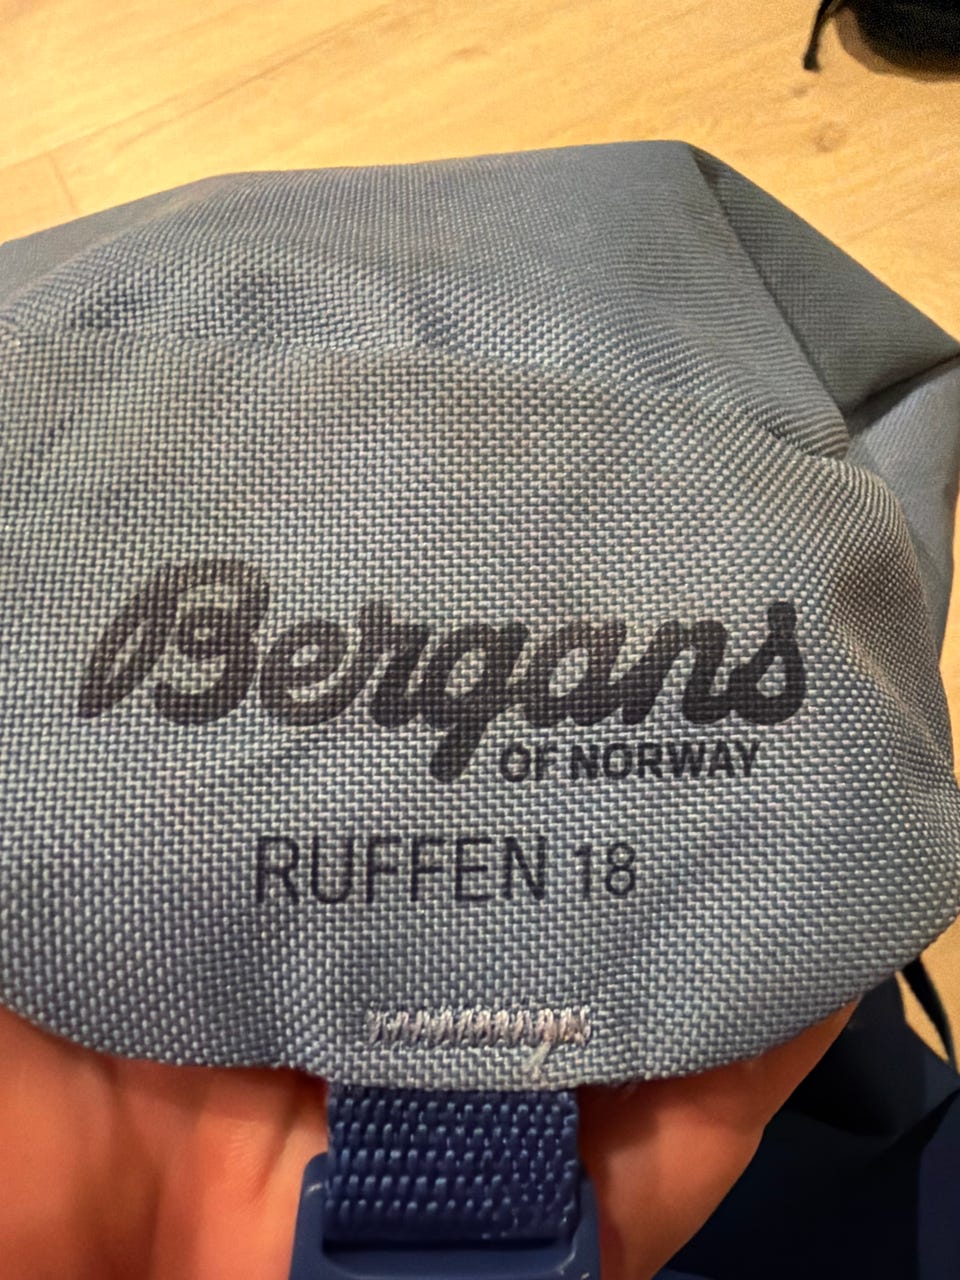 Bergans
OF NORWAY
RUFFEN 18